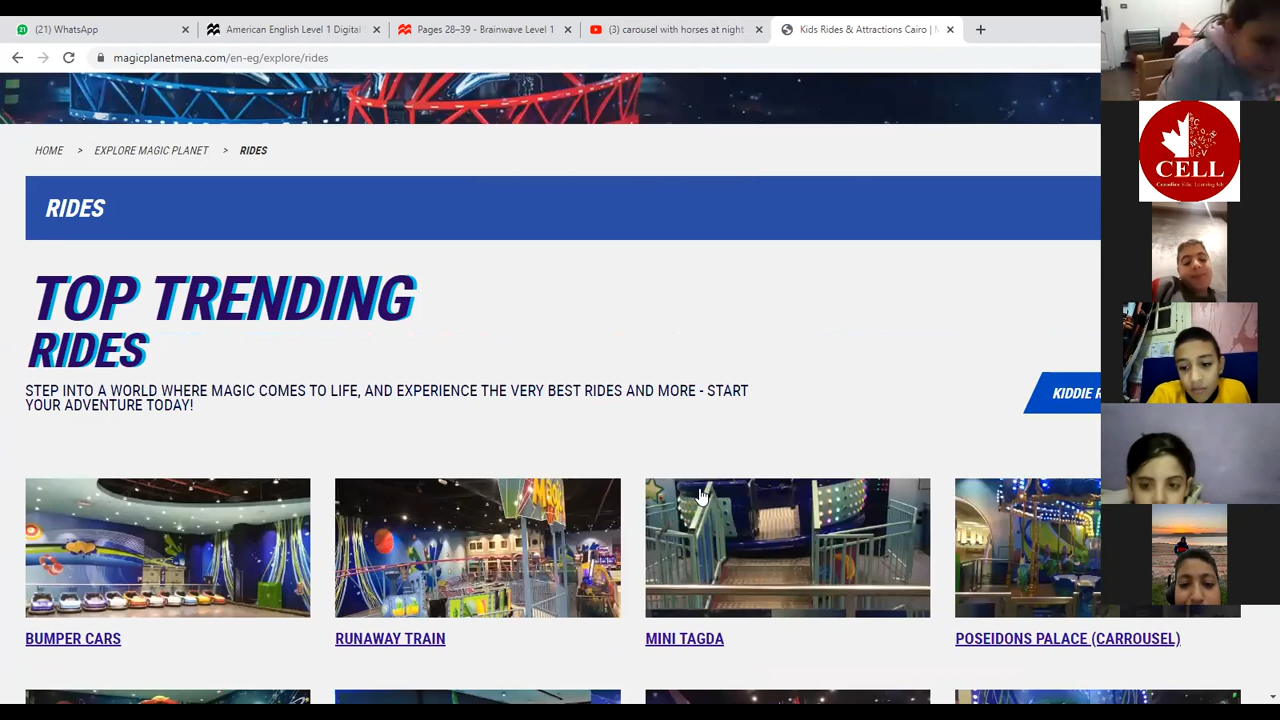 21
(21) WhatsApp
American English Level 1 Digital
Pages 28–39 - Brainwave Level 1
(3) carousel with horses at night
Kids Rides & Attractions Cairo | M
magicplanetmena.com/en-eg/explore/rides
HOME > EXPLORE MAGIC PLANET > RIDES
RIDES
TOP TRENDING
RIDES
STEP INTO A WORLD WHERE MAGIC COMES TO LIFE, AND EXPERIENCE THE VERY BEST RIDES AND MORE - START
YOUR ADVENTURE TODAY!
KIDDIE R
BUMPER CARS
RUNAWAY TRAIN
MINI TAGDA
POSEIDONS PALACE (CARROUSEL)
CELL